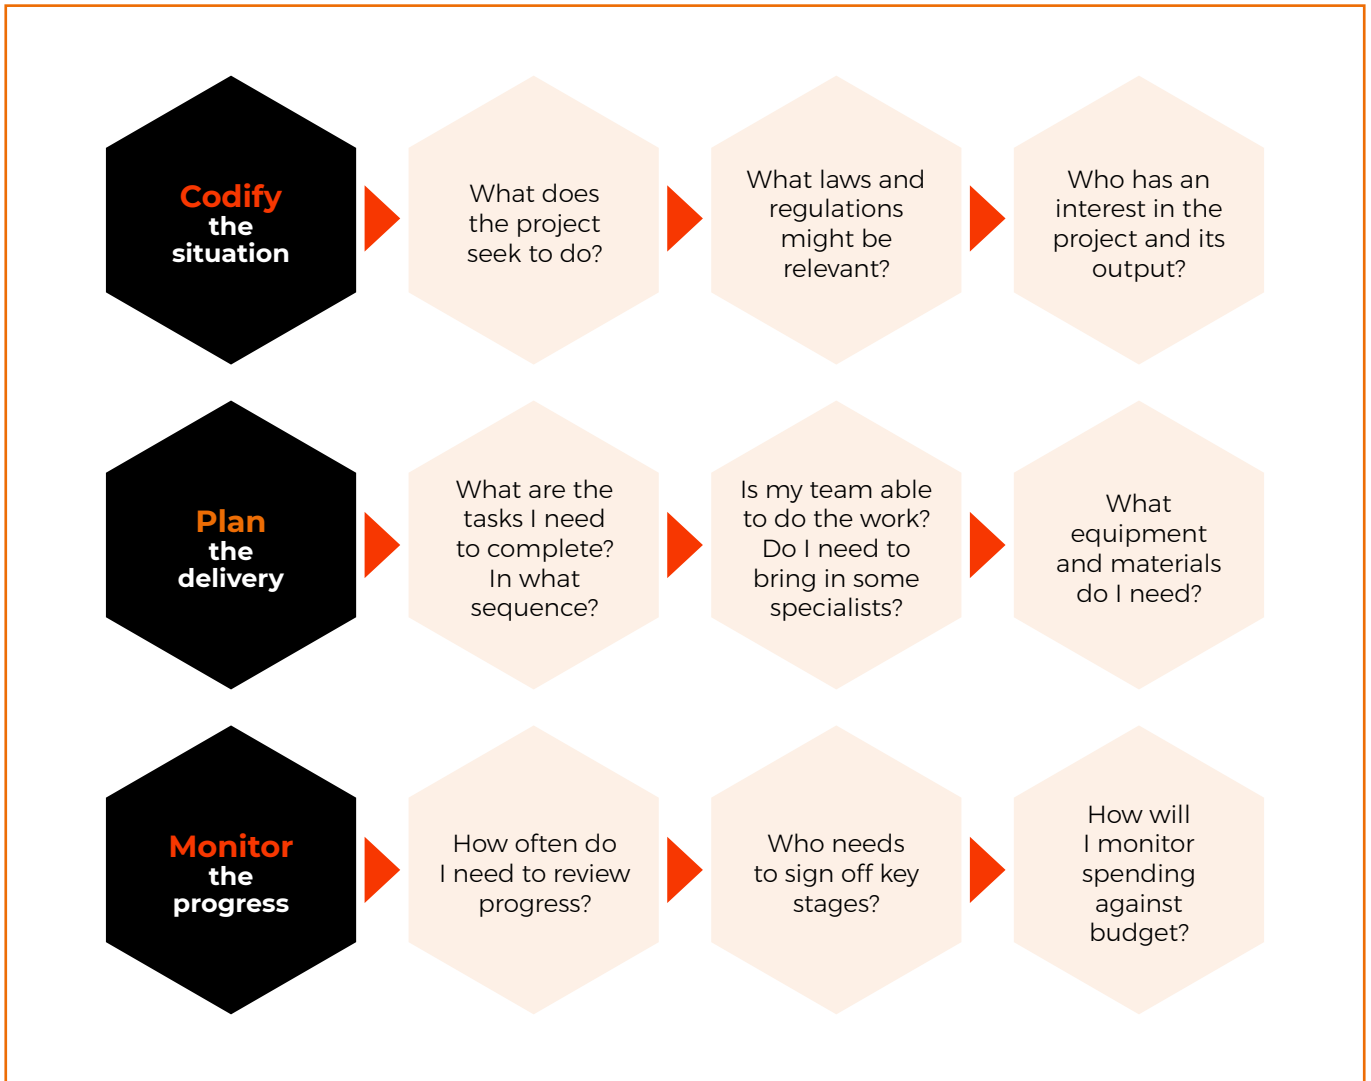 Codify
the
situation
What does
the project
seek to do?
What laws and
regulations
might be
relevant?
Who has an
interest in the
project and its
output?
Plan
the
delivery
What are the
tasks I need
to complete?
In what
sequence?
Is my team able
to do the work?
Do I need to
bring in some
specialists?
What
equipment
and materials
do I need?
Monitor
the
progress
How often do
I need to review
progress?
Who needs
to sign off key
stages?
How will
I monitor
spending
against
budget?